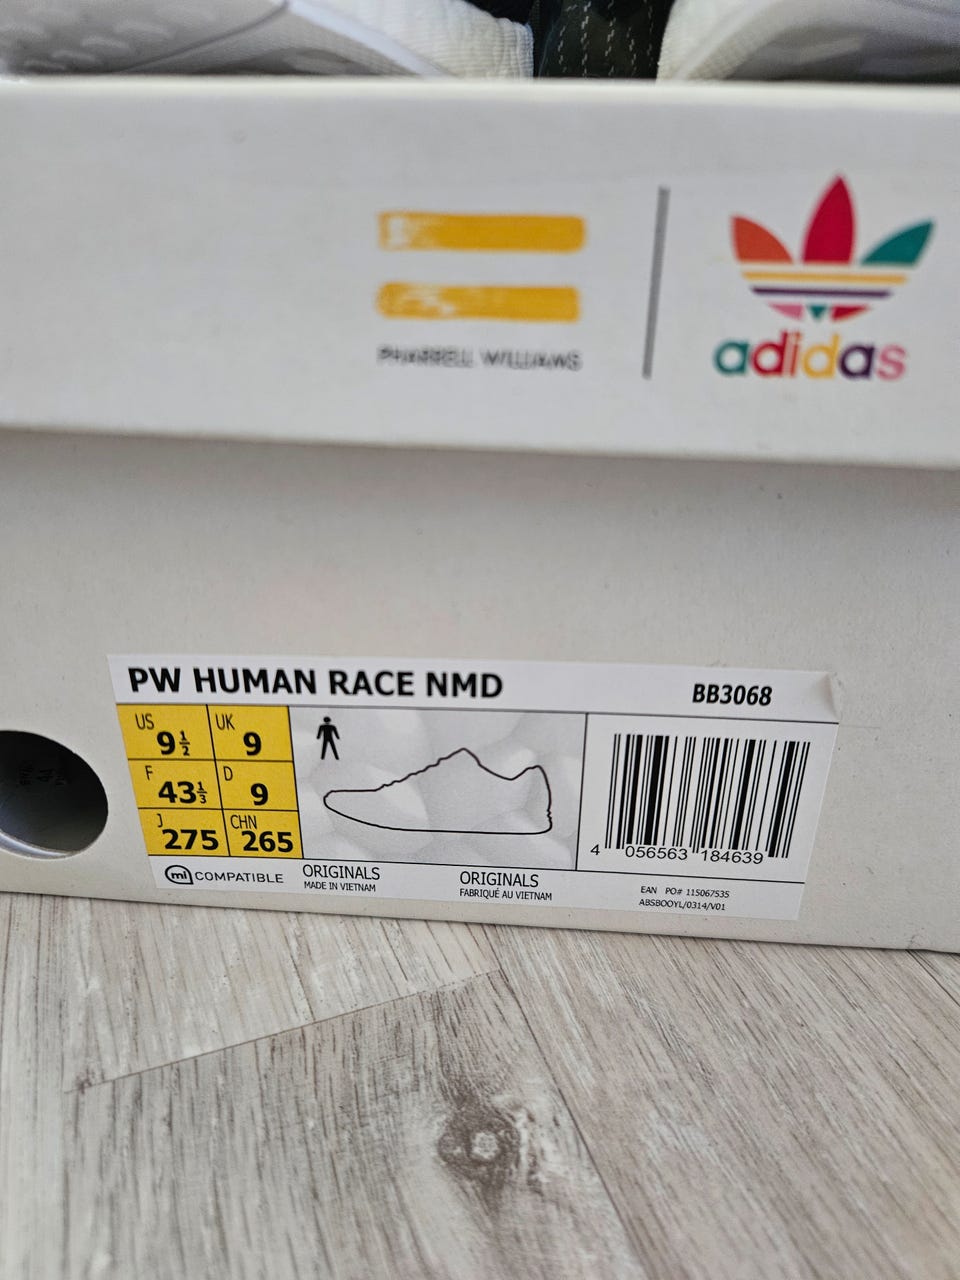 PHARRELL WILLIAMS
adidas
PW HUMAN RACE NMD
BB3068
US 9½
UK 9
F 43⅓
D 9
J 275
CHN 265
mi COMPATIBLE
ORIGINALS
MADE IN VIETNAM
ORIGINALS
FABRIQUÉ AU VIETNAM
4 056563 184639
EAN PO# 115067535
ABSBOOYL/0314/V01